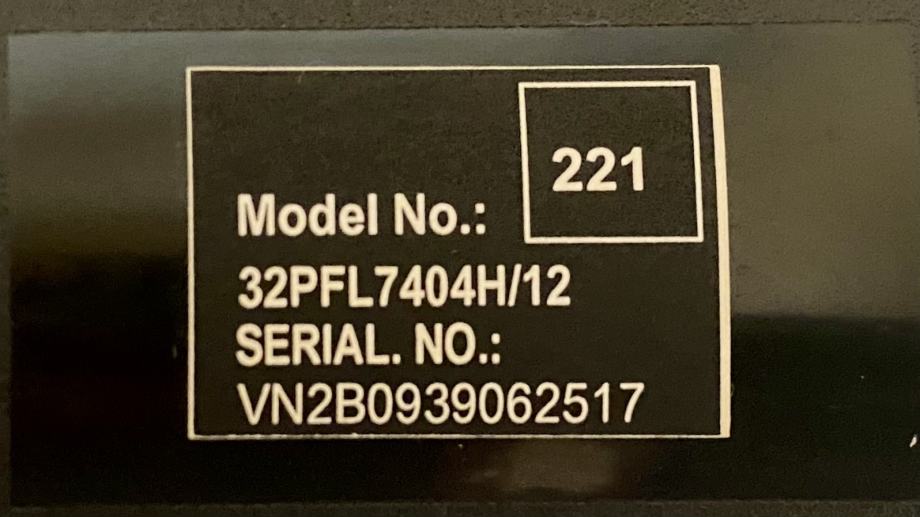 221
Model No.:
32PFL7404H/12
SERIAL. NO.:
VN2B0939062517